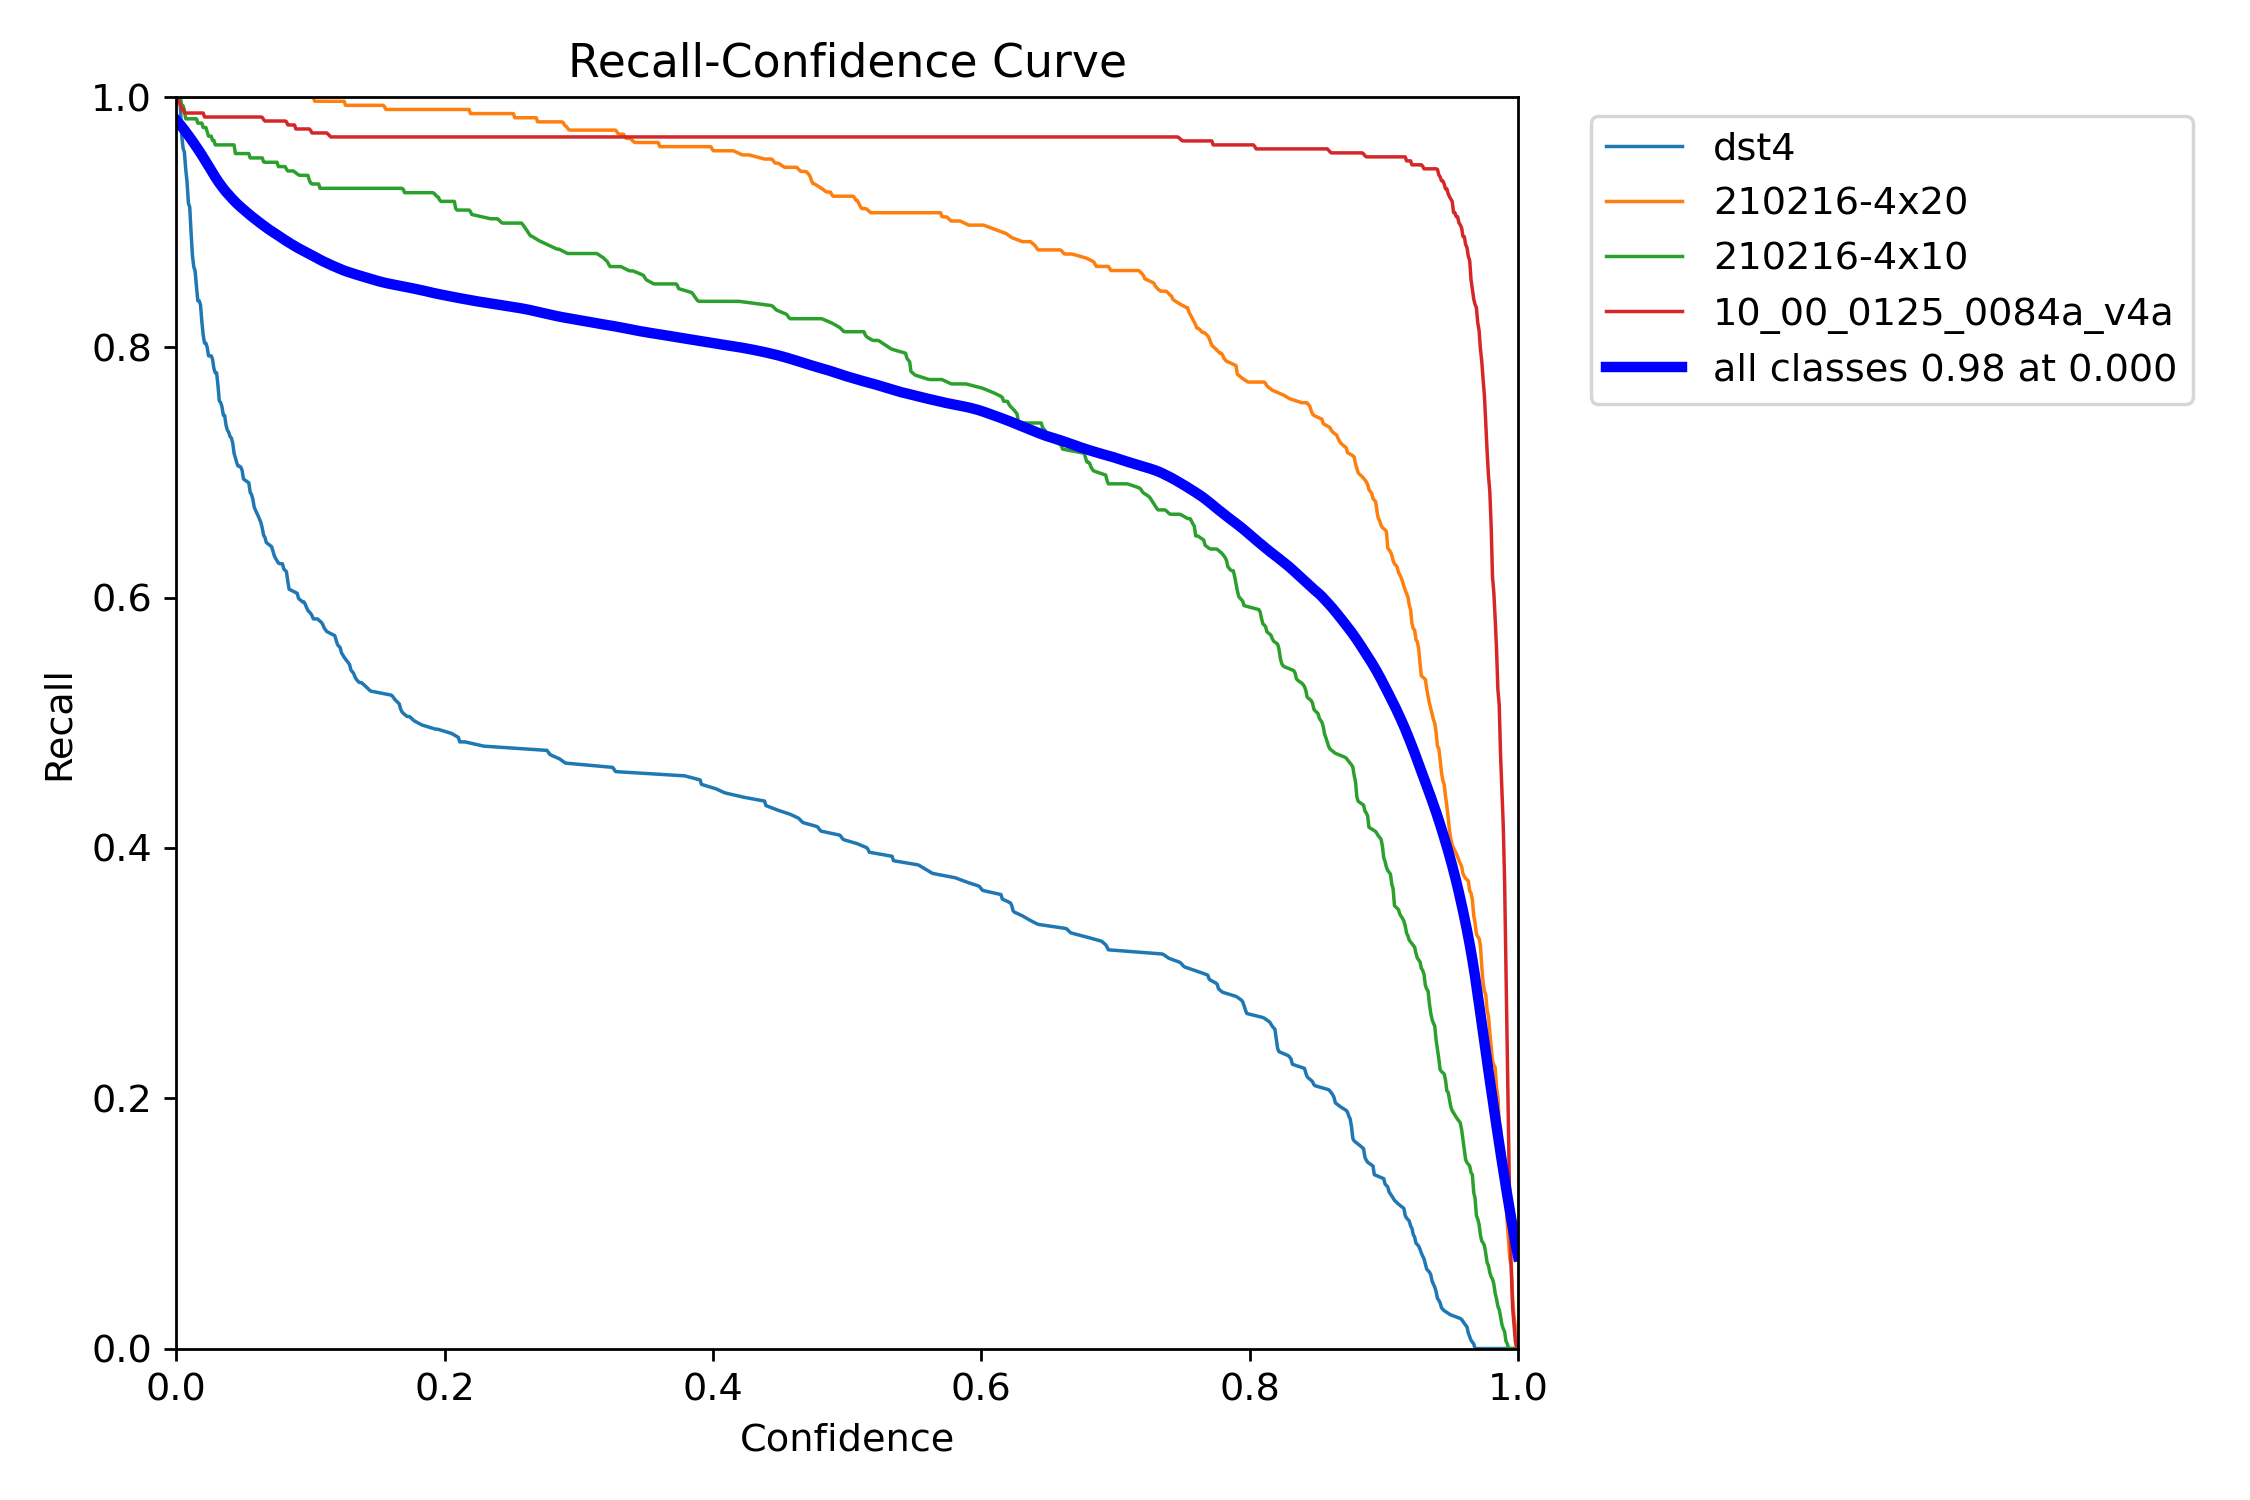 Recall-Confidence Curve
1.0
0.8
0.6
0.4
0.2
0.0
Recall
0.0 0.2 0.4 0.6 0.8 1.0
Confidence
dst4
210216-4x20
210216-4x10
10_00_0125_0084a_v4a
all classes 0.98 at 0.000